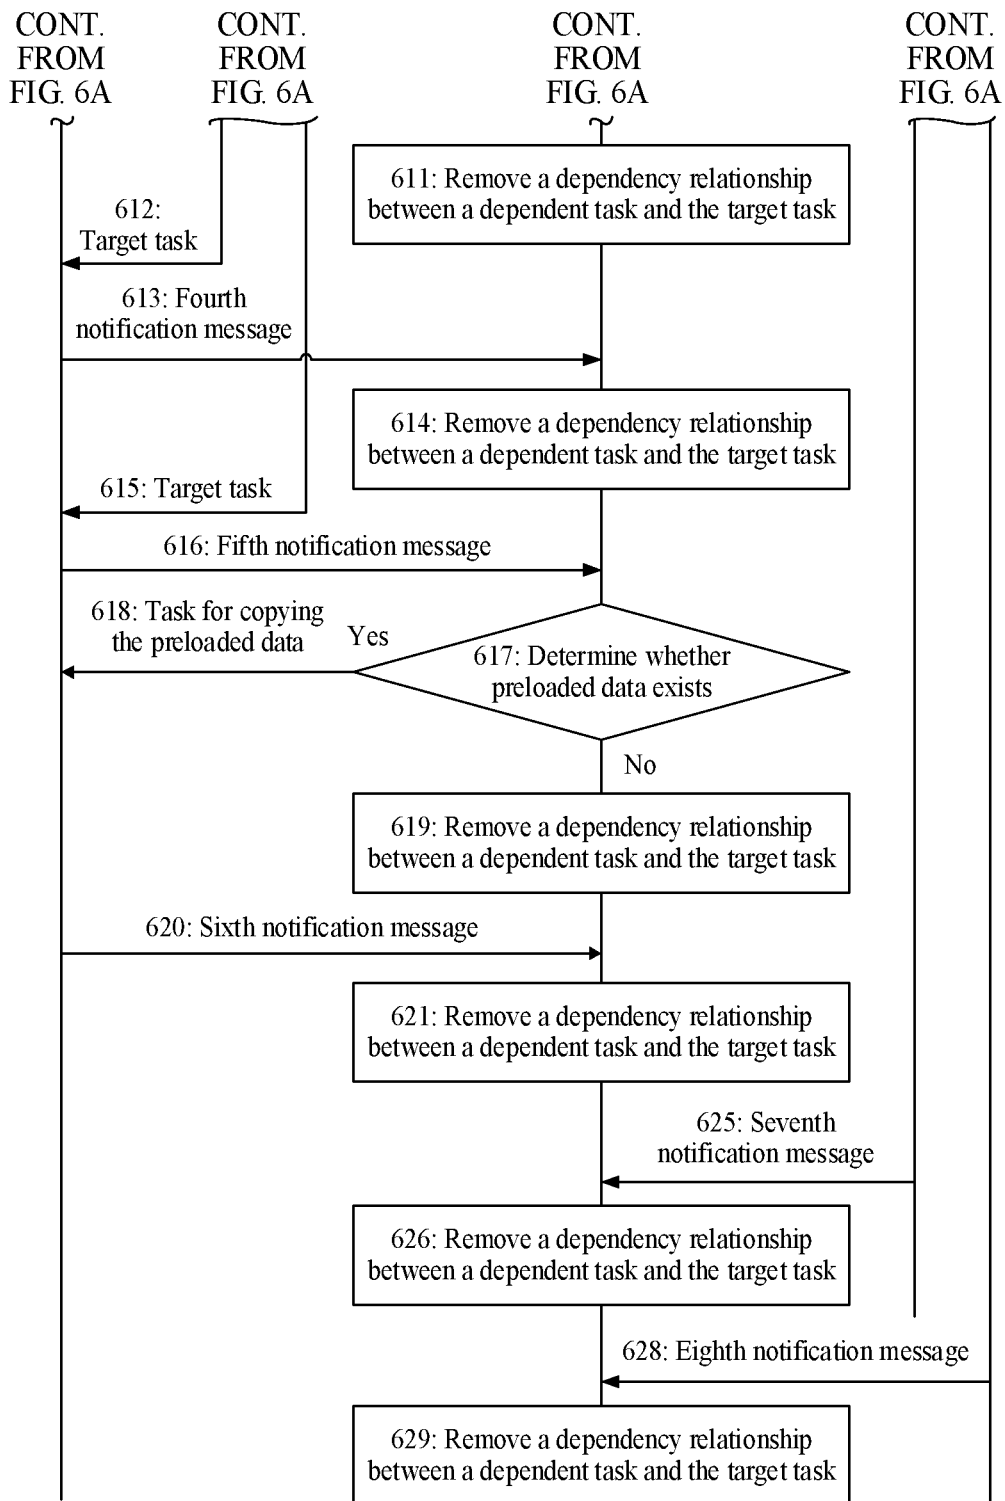 CONT.
FROM
FIG. 6A
CONT.
FROM
FIG. 6A
CONT.
FROM
FIG. 6A
CONT.
FROM
FIG. 6A
611: Remove a dependency relationship
between a dependent task and the target task
612:
Target task
613: Fourth
notification message
614: Remove a dependency relationship
between a dependent task and the target task
615: Target task
616: Fifth notification message
618: Task for copying
the preloaded data
Yes
617: Determine whether
preloaded data exists
No
619: Remove a dependency relationship
between a dependent task and the target task
620: Sixth notification message
621: Remove a dependency relationship
between a dependent task and the target task
625: Seventh
notification message
626: Remove a dependency relationship
between a dependent task and the target task
628: Eighth notification message
629: Remove a dependency relationship
between a dependent task and the target task